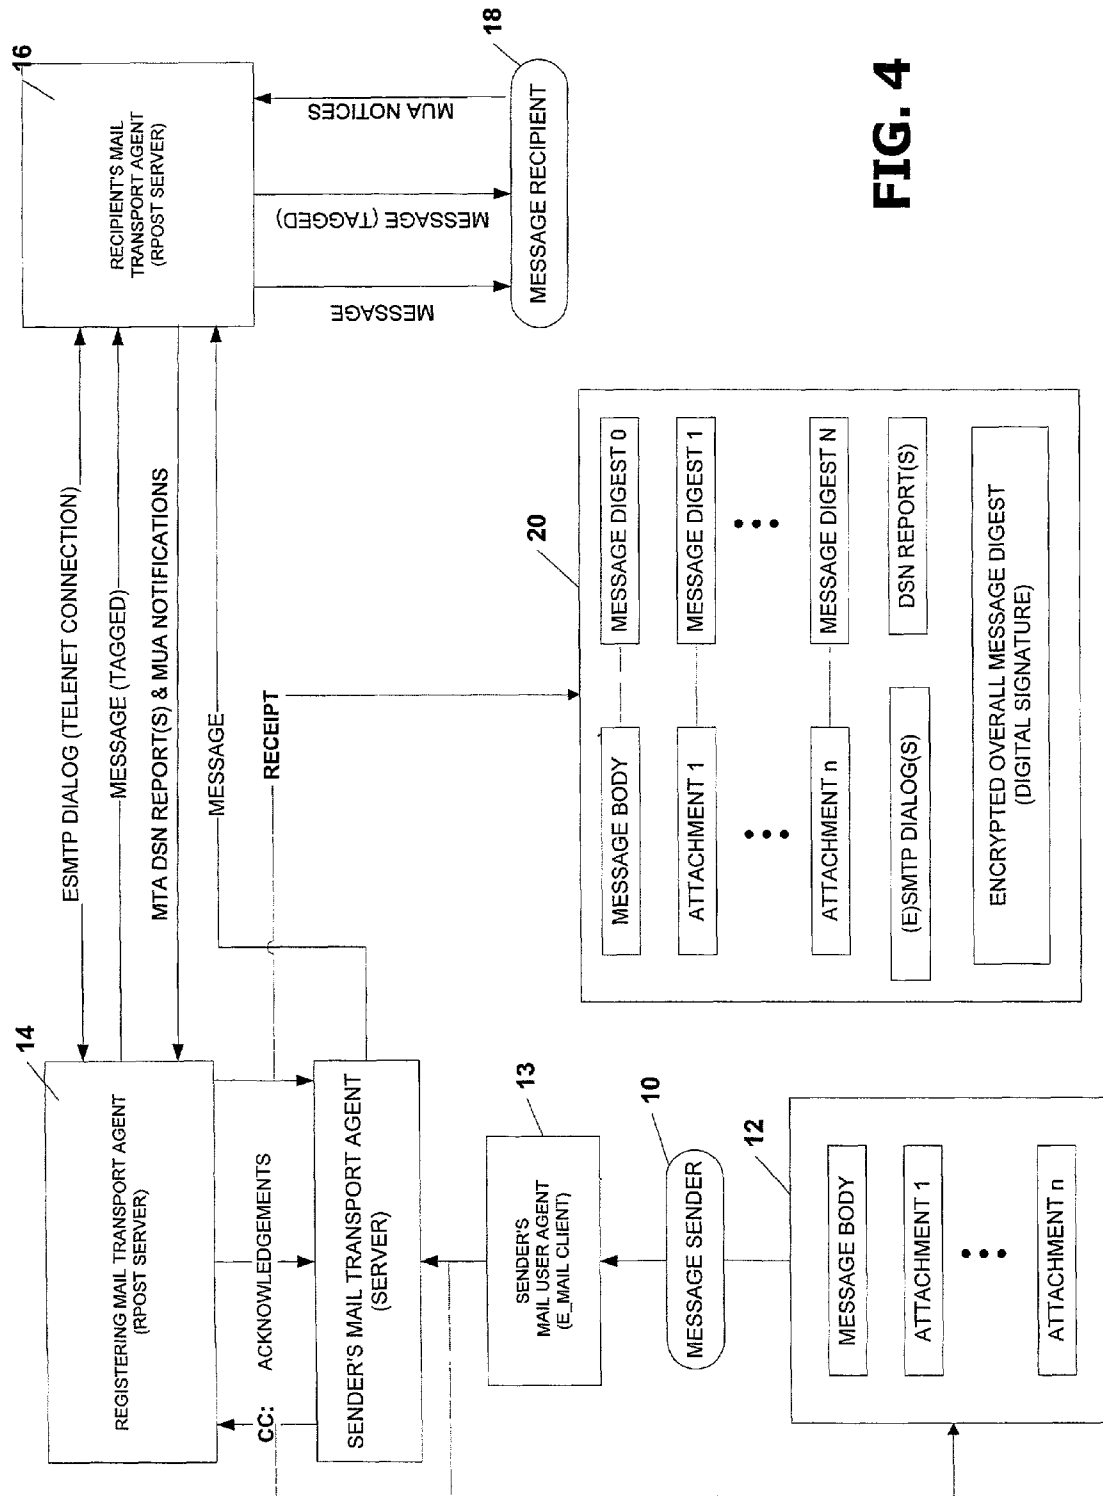 14
REGISTERING MAIL TRANSPORT AGENT
(RPOST SERVER)
ESMTP DIALOG (TELENET CONNECTION)
MESSAGE (TAGGED)
MTA DSN REPORT(S) & MUA NOTIFICATIONS
MESSAGE
RECEIPT
16
RECIPIENT'S MAIL
TRANSPORT AGENT
(RPOST SERVER)
CC:
ACKNOWLEDGEMENTS
SENDER'S MAIL TRANSPORT AGENT
(SERVER)
MESSAGE
MESSAGE (TAGGED)
MUA NOTICES
13
SENDER'S
MAIL USER AGENT
(E_MAIL CLIENT)
18
MESSAGE RECIPIENT
10
MESSAGE SENDER
12
MESSAGE BODY
ATTACHMENT 1
ATTACHMENT n
20
MESSAGE BODY
MESSAGE DIGEST 0
ATTACHMENT 1
MESSAGE DIGEST 1
ATTACHMENT n
MESSAGE DIGEST N
(E)SMTP DIALOG(S)
DSN REPORT(S)
ENCRYPTED OVERALL MESSAGE DIGEST
(DIGITAL SIGNATURE)
FIG. 4